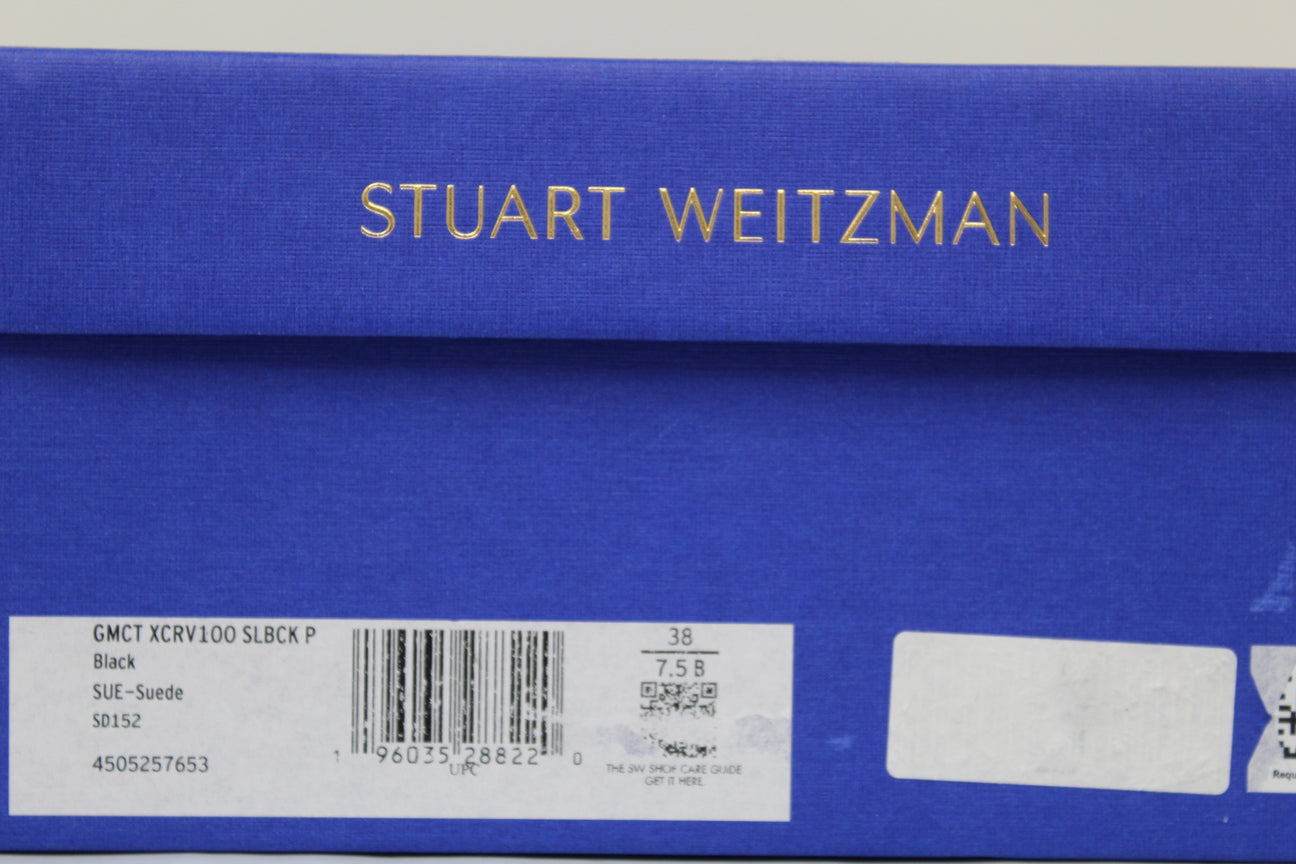 STUART WEITZMAN
GMCT XCRV100 SLBCK P
Black
SUE-Suede
SD152
4505257653
1 96035 28822 0
UPC
38
7.5 B
THE SW SHOE CARE GUIDE
GET IT HERE.